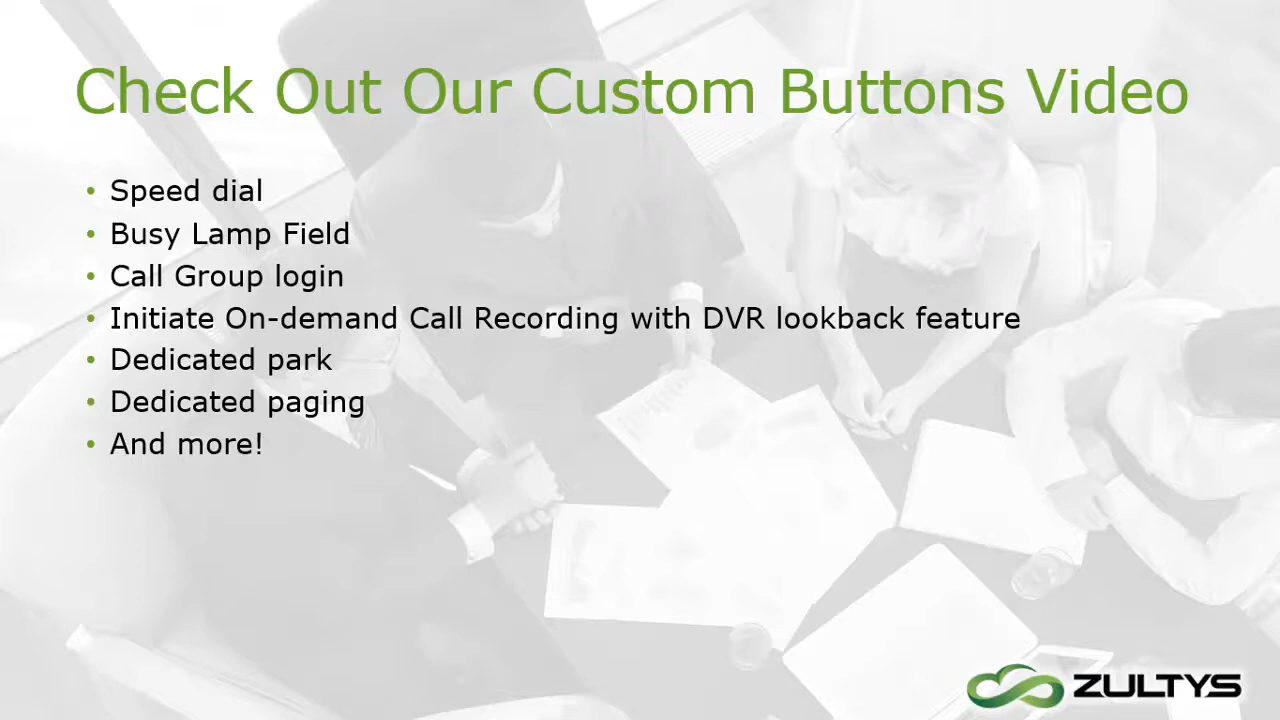 Check Out Our Custom Buttons Video
• Speed dial
• Busy Lamp Field
• Call Group login
• Initiate On-demand Call Recording with DVR lookback feature
• Dedicated park
• Dedicated paging
• And more!
ZULTYS